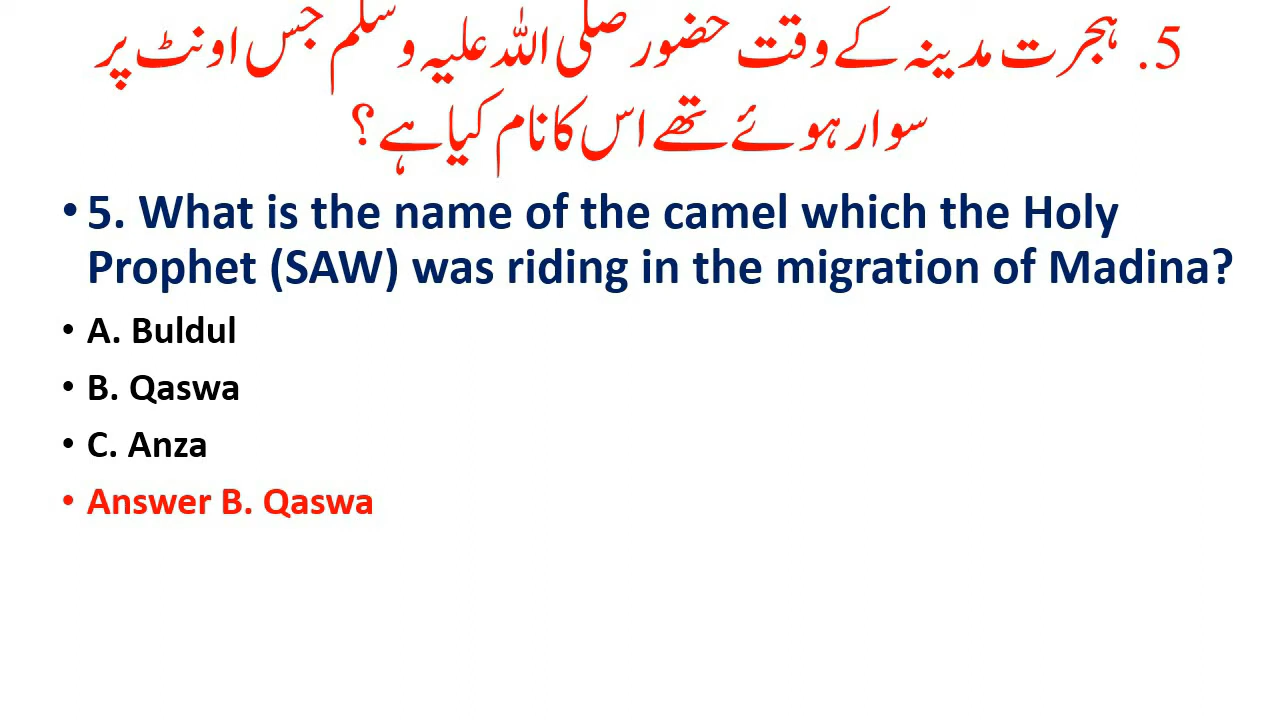 5. ہجرت مدینہ کے وقت حضور صلی اللہ علیہ وسلم جس اونٹ پر
سوار ہوئے تھے اس کا نام کیا ہے؟
• 5. What is the name of the camel which the Holy
Prophet (SAW) was riding in the migration of Madina?
• A. Buldul
• B. Qaswa
• C. Anza
• Answer B. Qaswa